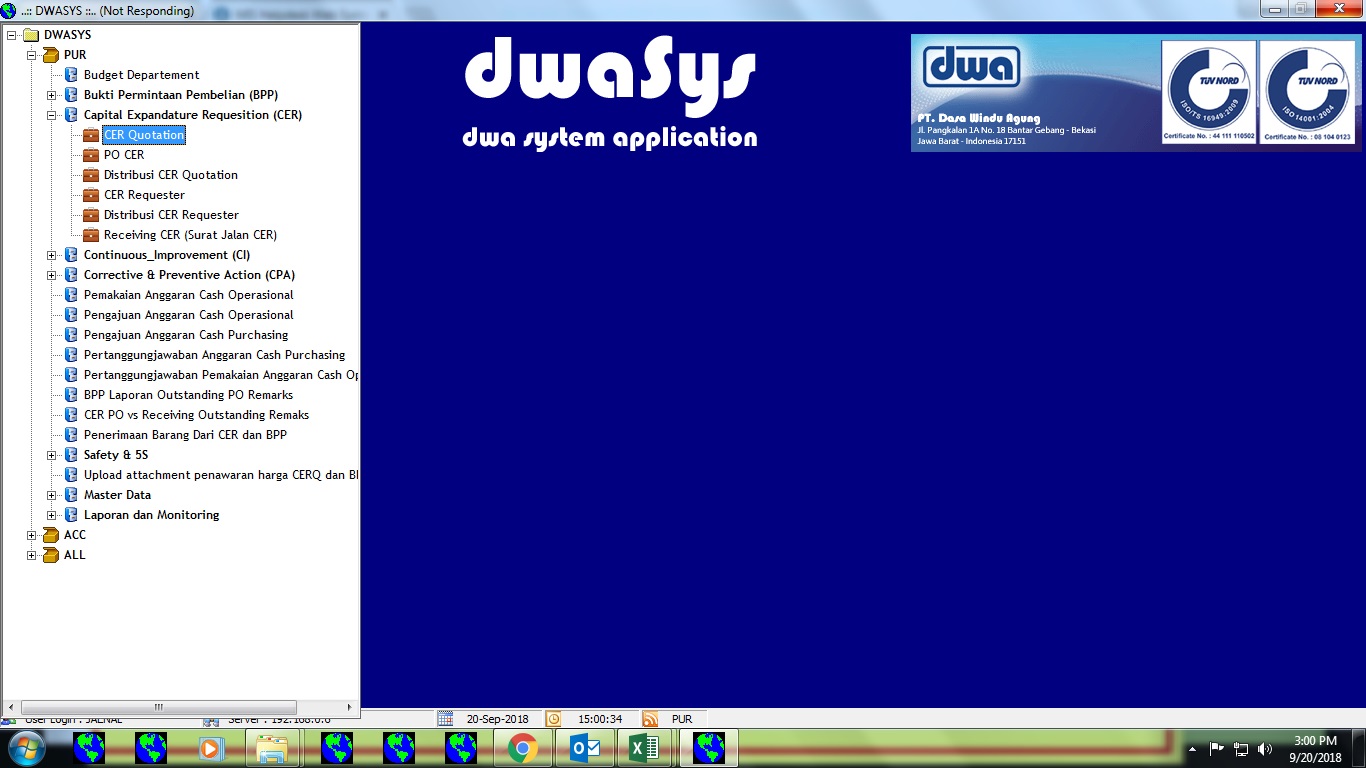 ..:: DWASYS ::.. (Not Responding)
DWASYS
PUR
Budget Departement
Bukti Permintaan Pembelian (BPP)
Capital Expandature Requesition (CER)
CER Quotation
PO CER
Distribusi CER Quotation
CER Requester
Distribusi CER Requester
Receiving CER (Surat Jalan CER)
Continuous_Improvement (CI)
Corrective & Preventive Action (CPA)
Pemakaian Anggaran Cash Operasional
Pengajuan Anggaran Cash Operasional
Pengajuan Anggaran Cash Purchasing
Pertanggungjawaban Anggaran Cash Purchasing
Pertanggungjawaban Pemakaian Anggaran Cash Op
BPP Laporan Outstanding PO Remarks
CER PO vs Receiving Outstanding Remaks
Penerimaan Barang Dari CER dan BPP
Safety & 5S
Upload attachment penawaran harga CERQ dan BI
Master Data
Laporan dan Monitoring
ACC
ALL
dwaSys
dwa system application
dwa
PT. Dasa Windu Agung
Jl. Pangkalan 1A No. 18 Bantar Gebang - Bekasi
Jawa Barat - Indonesia 17151
TÜV NORD
ISO/TS 16949:2009
Certificate No. : 44 111 110502
TÜV NORD
ISO 14001:2004
Certificate No. : 08 104 0123
User Login : JAENAL
Server : 192.168.0.6
20-Sep-2018
15:00:34
PUR
3:00 PM
9/20/2018